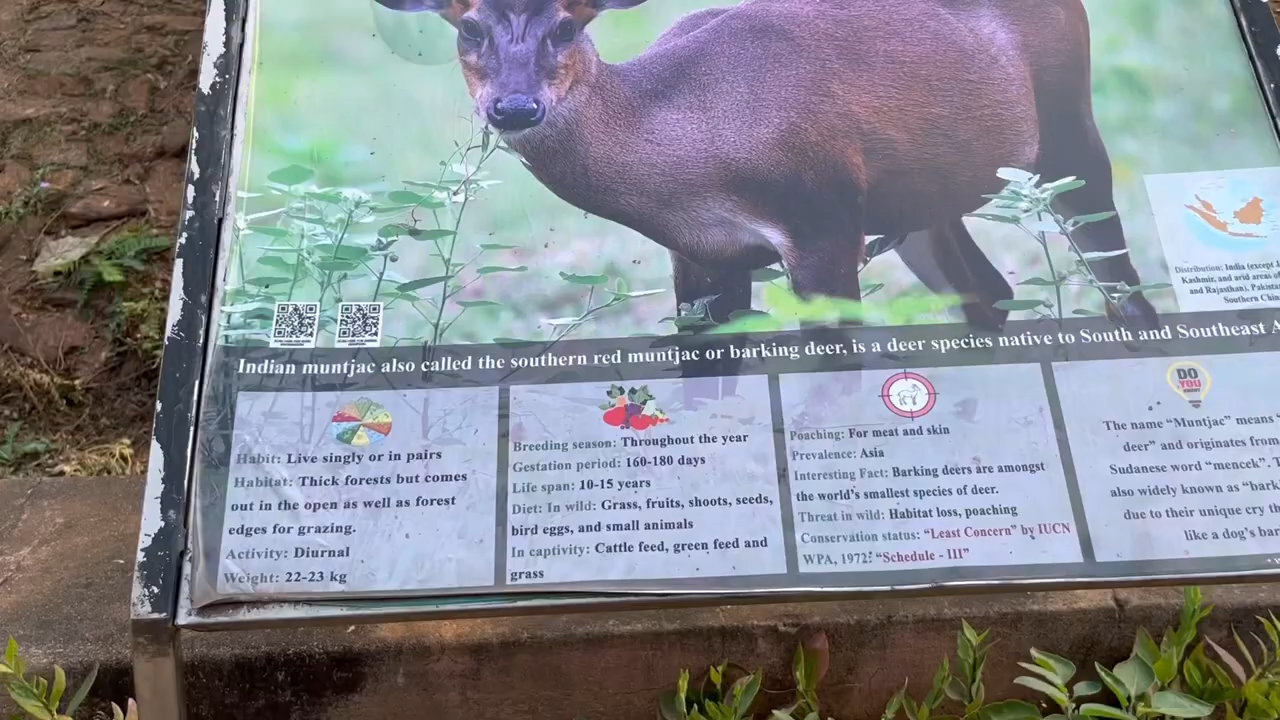 Distribution: India (except J
Kashmir, and arid areas o
and Rajasthan), Pakista
Southern Chin
Indian muntjac also called the southern red muntjac or barking deer, is a deer species native to South and Southeast A
Habit: Live singly or in pairs
Habitat: Thick forests but comes
out in the open as well as forest
edges for grazing.
Activity: Diurnal
Weight: 22-23 kg
Breeding season: Throughout the year
Gestation period: 160-180 days
Life span: 10-15 years
Diet: In wild: Grass, fruits, shoots, seeds,
bird eggs, and small animals
In captivity: Cattle feed, green feed and
grass
Poaching: For meat and skin
Prevalence: Asia
Interesting Fact: Barking deers are amongst
the world's smallest species of deer.
Threat in wild: Habitat loss, poaching
Conservation status: "Least Concern" by IUCN
WPA, 1972: "Schedule - III"
DO
YOU
KNOW?
The name "Muntjac" means
deer" and originates from
Sudanese word "mencek". T
also widely known as "bark
due to their unique cry th
like a dog's bar